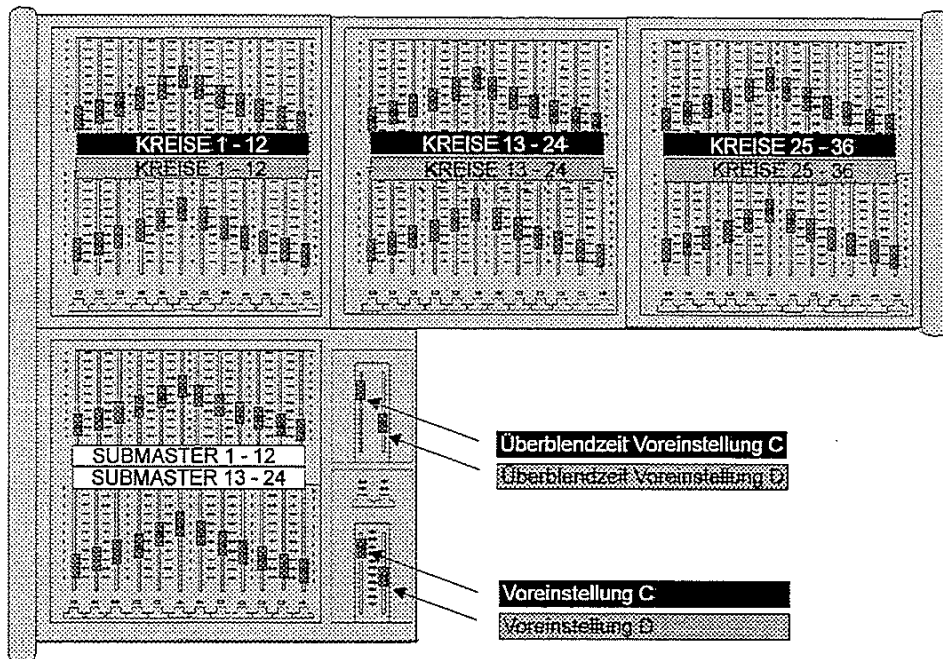 KREISE 1 - 12
KREISE 1 - 12
KREISE 13 - 24
KREISE 13 - 24
KREISE 25 - 36
KREISE 25 - 36
SUBMASTER 1 - 12
SUBMASTER 13 - 24
Überblendzeit Voreinstellung C
Überblendzeit Voreinstellung D
Voreinstellung C
Voreinstellung D